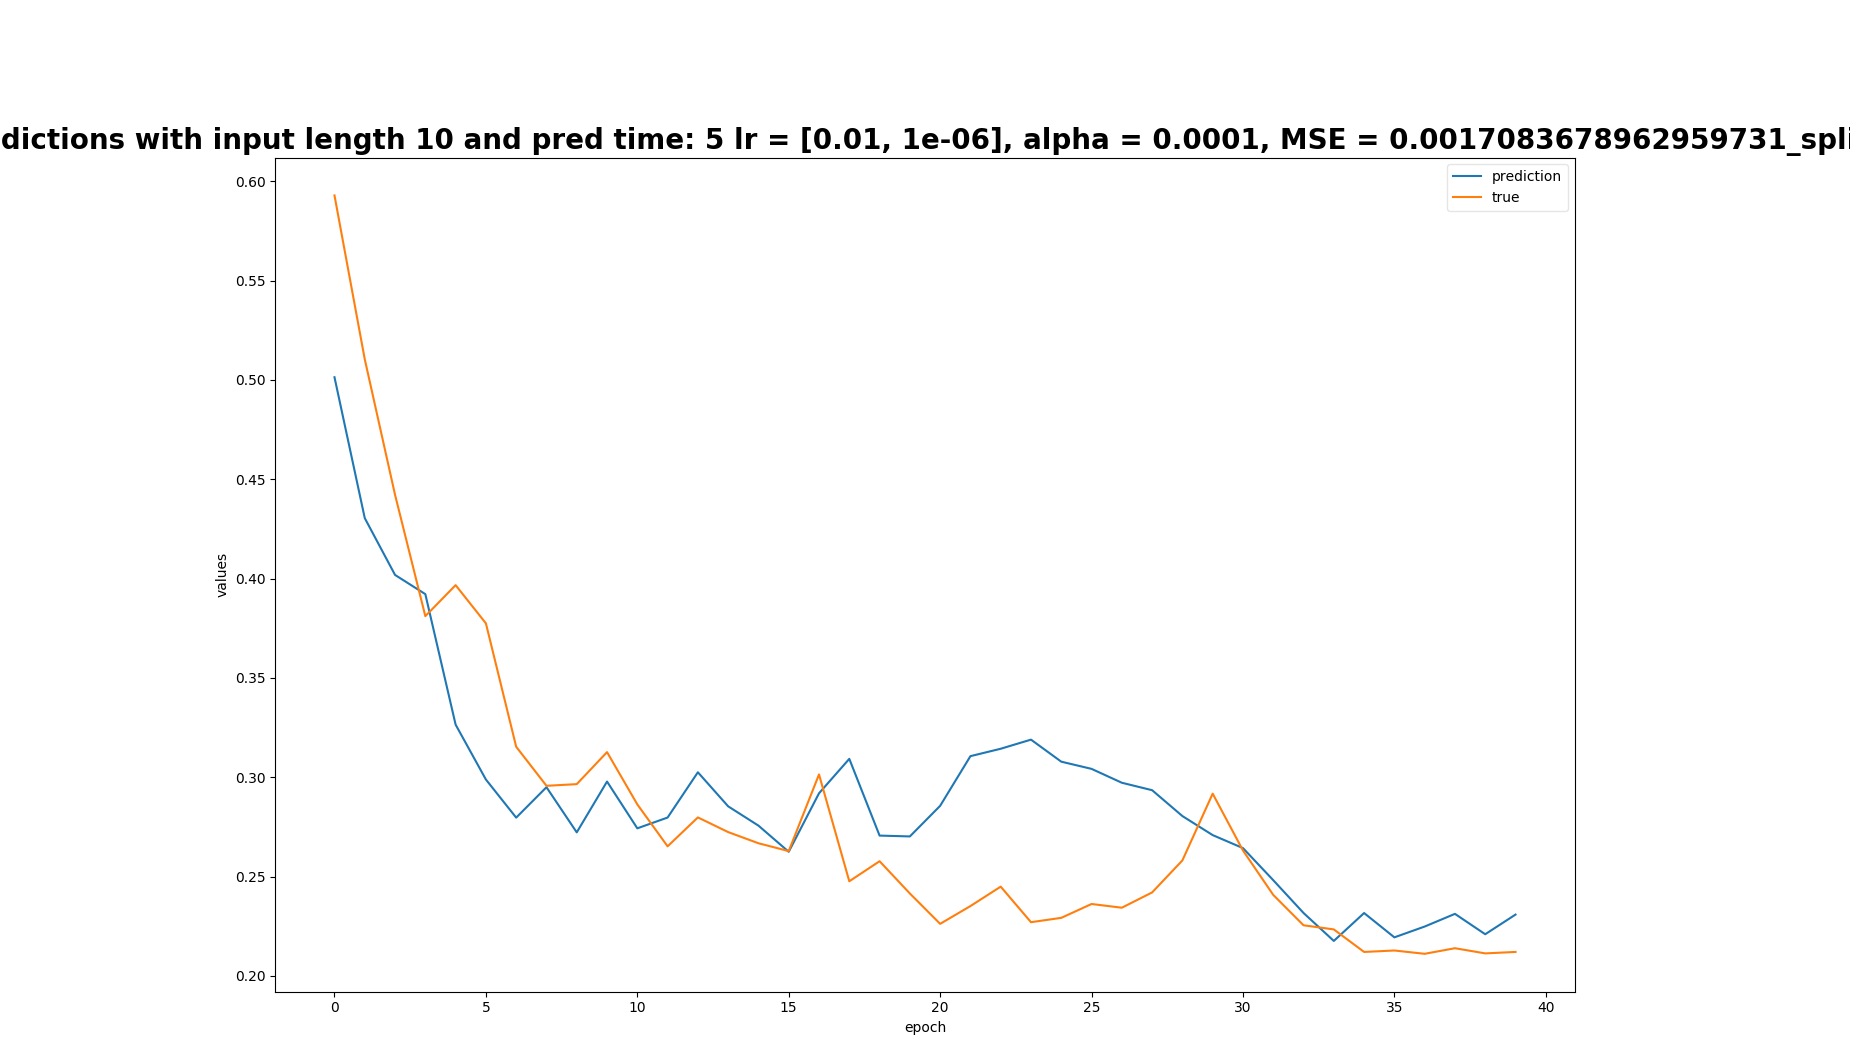 dictions with input length 10 and pred time: 5 lr = [0.01, 1e-06], alpha = 0.0001, MSE = 0.0017083678962959731_spli
prediction
true
0.60
0.55
0.50
0.45
0.40
0.35
0.30
0.25
0.20
values
0 5 10 15 20 25 30 35 40
epoch